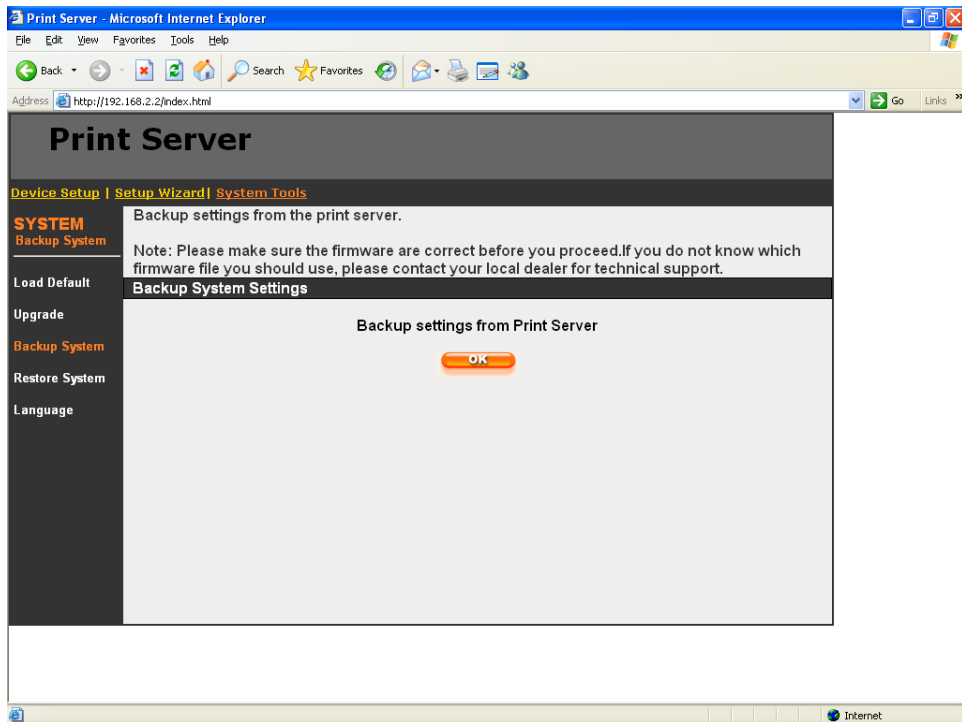 Print Server - Microsoft Internet Explorer
File Edit View Favorites Tools Help
Back Search Favorites
Address http://192.168.2.2/index.html Go Links »
Print Server
Device Setup | Setup Wizard | System Tools
SYSTEM
Backup System
Load Default
Upgrade
Backup System
Restore System
Language
Backup settings from the print server.
Note: Please make sure the firmware are correct before you proceed.If you do not know which
firmware file you should use, please contact your local dealer for technical support.
Backup System Settings
Backup settings from Print Server
OK
Internet